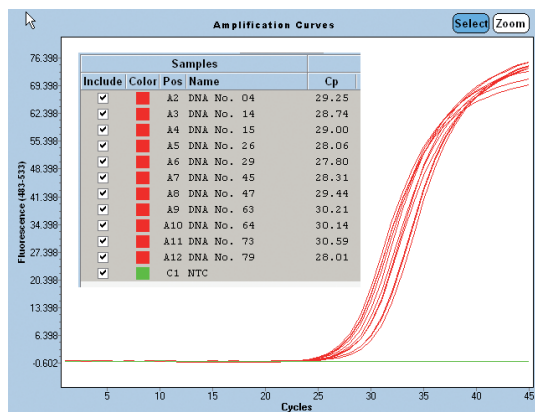 Amplification Curves
Select Zoom
Samples
Include Color Pos Name Cp
A2 DNA No. 04 29.25
A3 DNA No. 14 28.74
A4 DNA No. 15 29.00
A5 DNA No. 26 28.06
A6 DNA No. 29 27.80
A7 DNA No. 45 28.31
A8 DNA No. 47 29.44
A9 DNA No. 63 30.21
A10 DNA No. 64 30.14
A11 DNA No. 73 30.59
A12 DNA No. 79 28.01
C1 NTC
Fluorescence (483-533)
76.398
69.398
62.398
55.398
48.398
41.398
34.398
27.398
20.398
13.398
6.398
-0.602
5 10 15 20 25 30 35 40 45
Cycles